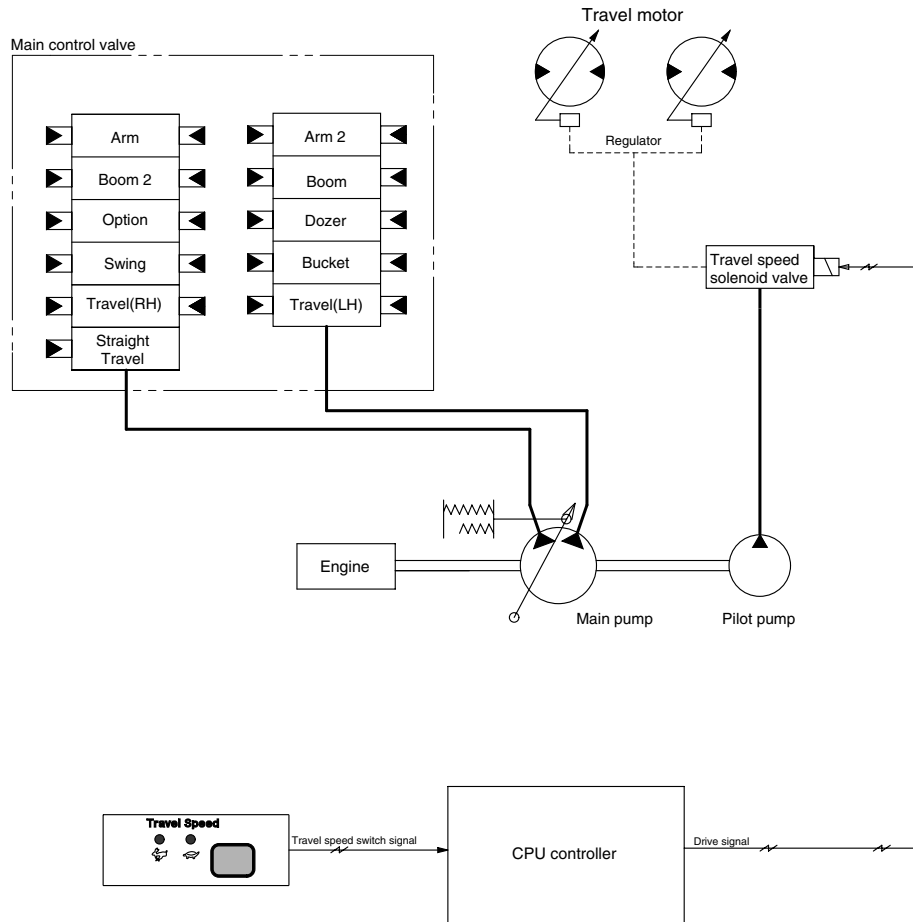 Travel motor
Main control valve
Arm
Arm 2
Regulator
Boom 2
Boom
Option
Dozer
Swing
Bucket
Travel speed
solenoid valve
Travel(RH)
Travel(LH)
Straight
Travel
Engine
Main pump
Pilot pump
Travel Speed
Travel speed switch signal
CPU controller
Drive signal